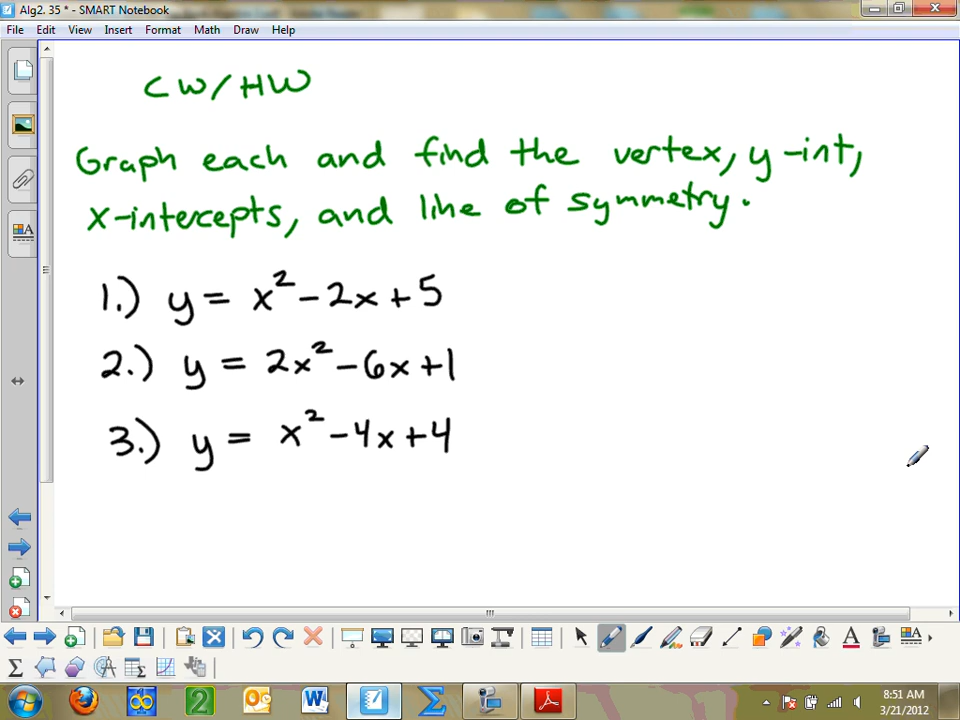 Alg2. 35 * - SMART Notebook
File Edit View Insert Format Math Draw Help
CW/HW
Graph each and find the vertex, y-int,
x-intercepts, and line of symmetry.
1.) y = x² - 2x + 5
2.) y = 2x² - 6x + 1
3.) y = x² - 4x + 4
8:51 AM
3/21/2012